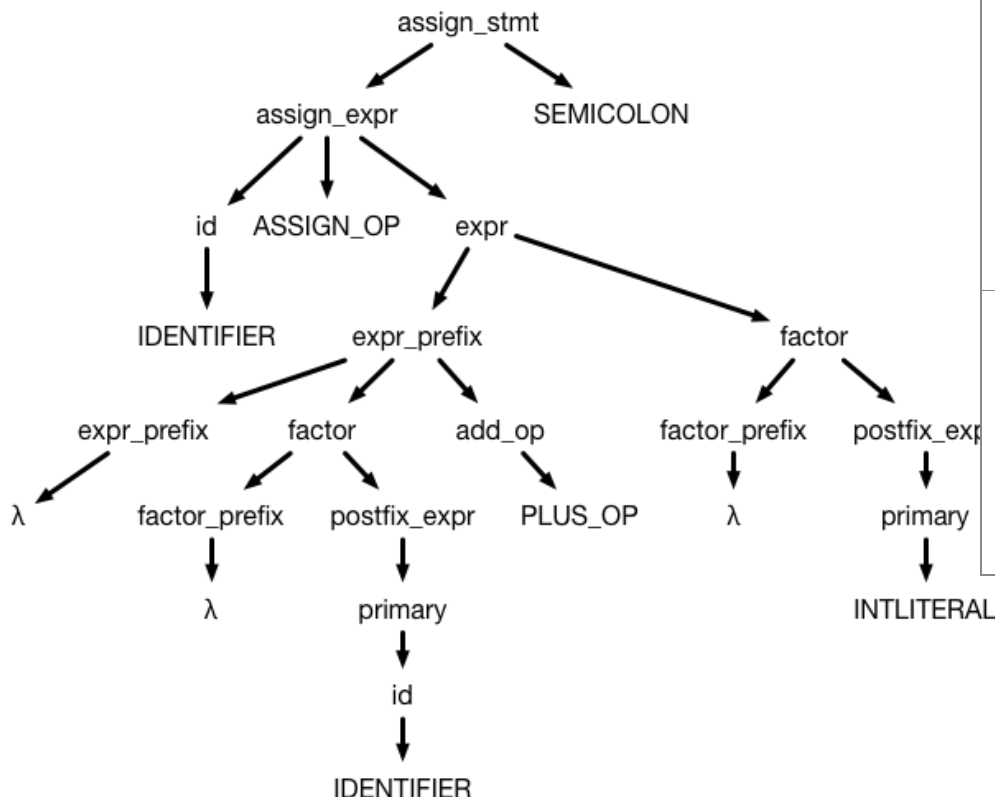 assign_stmt
assign_expr SEMICOLON
id ASSIGN_OP expr
IDENTIFIER expr_prefix factor
expr_prefix factor add_op factor_prefix postfix_exp
λ factor_prefix postfix_expr PLUS_OP λ primary
λ primary INTLITERAL
id
IDENTIFIER